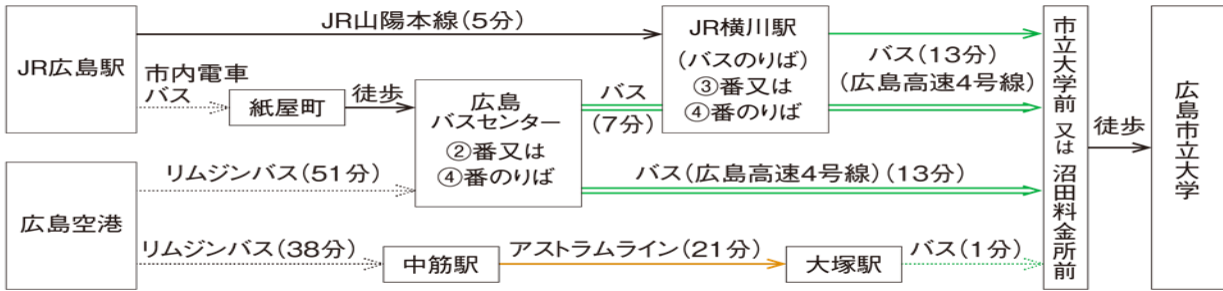 JR広島駅
JR山陽本線(5分)
市内電車
バス
紙屋町
徒歩
広島空港
リムジンバス(51分)
リムジンバス(38分)
広島
バスセンター
②番又は
④番のりば
バス
(7分)
JR横川駅
(バスのりば)
③番又は
④番のりば
バス(13分)
(広島高速4号線)
バス(広島高速4号線)(13分)
中筋駅
アストラムライン(21分)
大塚駅
バス(1分)
市立大学前 又は 沼田料金所前
徒歩
広島市立大学